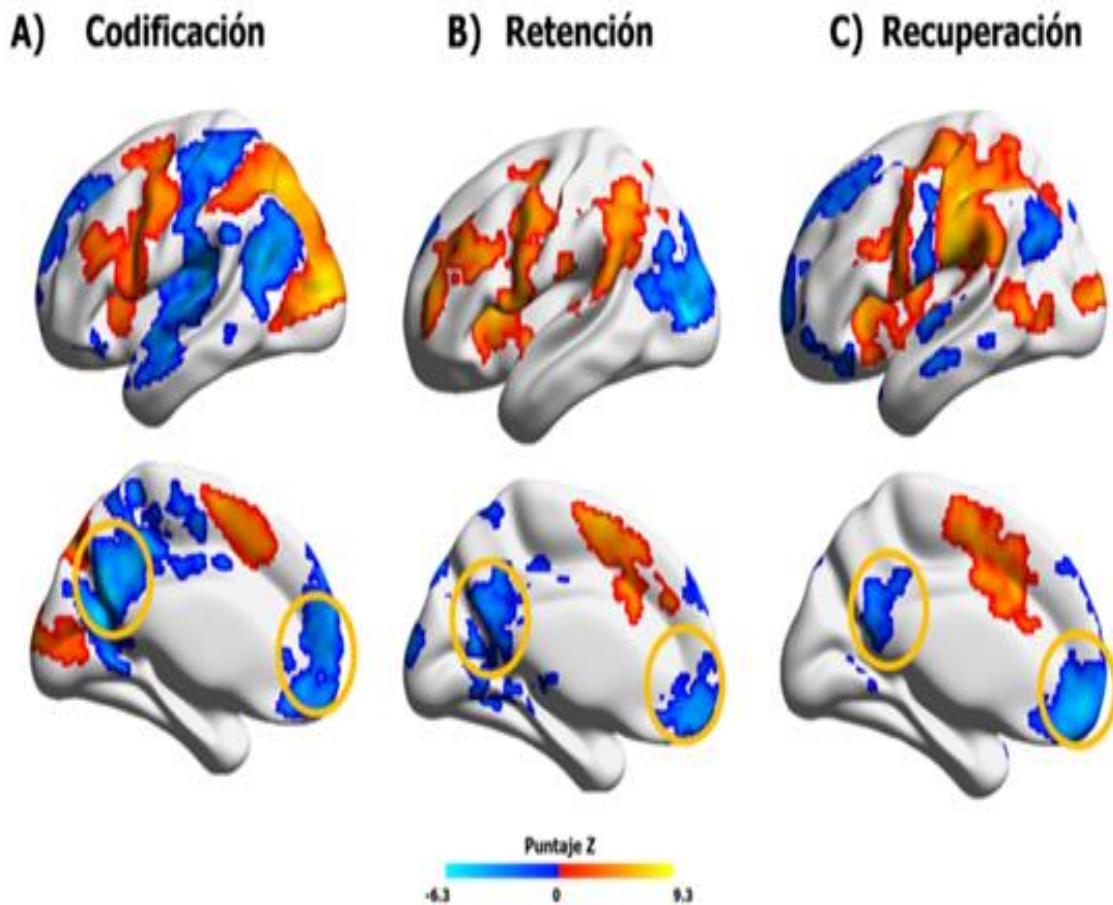 A) Codificación
B) Retención
C) Recuperación
Puntaje Z
-6.3 0 9.3